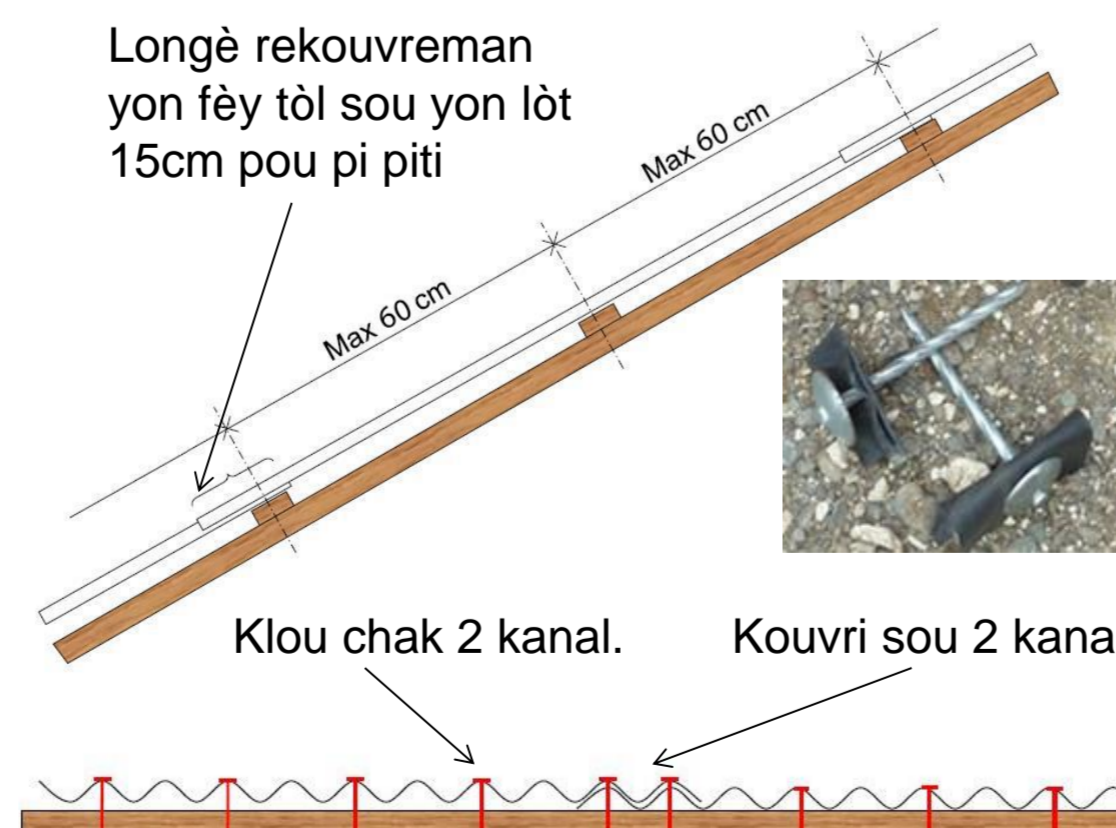 Longè rekouvreman
yon fèy tòl sou yon lòt
15cm pou pi piti
Max 60 cm
Max 60 cm
Klou chak 2 kanal.
Kouvri sou 2 kana